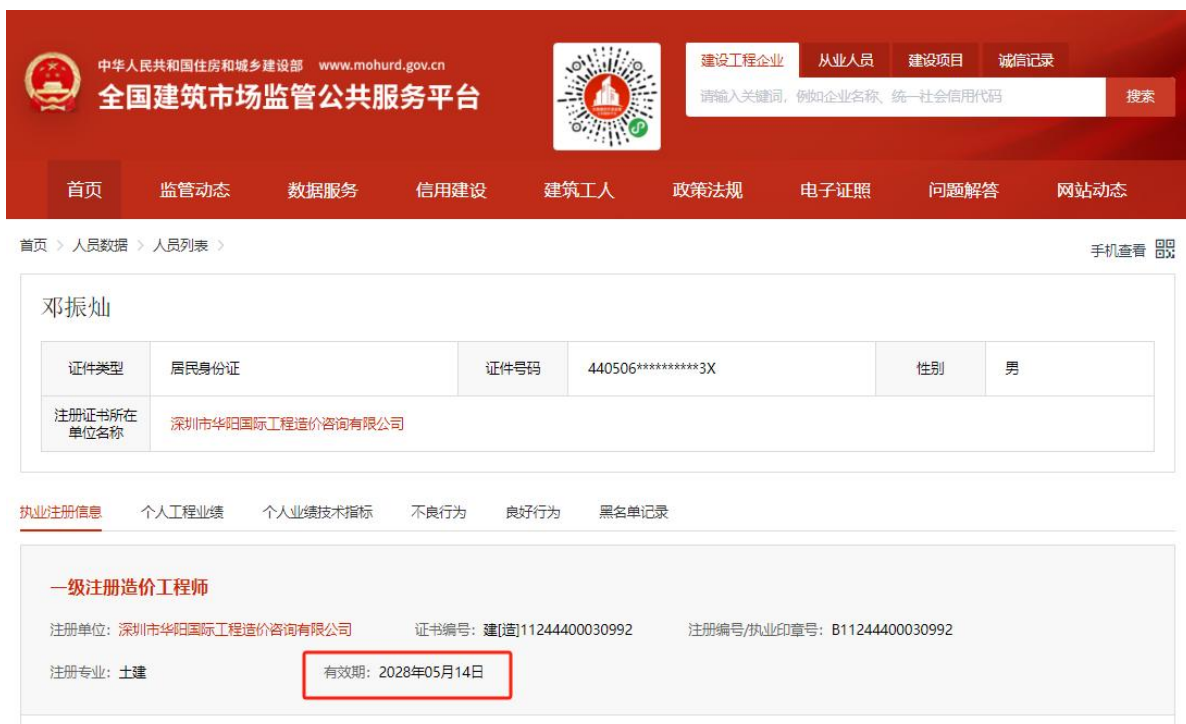 中华人民共和国住房和城乡建设部 www.mohurd.gov.cn
全国建筑市场监管公共服务平台
建设工程企业 从业人员 建设项目 诚信记录
请输入关键词，例如企业名称、统一社会信用代码 搜索
首页 监管动态 数据服务 信用建设 建筑工人 政策法规 电子证照 问题解答 网站动态
首页 > 人员数据 > 人员列表 >
手机查看
邓振灿
证件类型 居民身份证 证件号码 440506**********3X 性别 男
注册证书所在
单位名称
深圳市华阳国际工程造价咨询有限公司
执业注册信息 个人工程业绩 个人业绩技术指标 不良行为 良好行为 黑名单记录
一级注册造价工程师
注册单位：深圳市华阳国际工程造价咨询有限公司 证书编号：建[造]11244400030992 注册编号/执业印章号：B11244400030992
注册专业：土建 有效期：2028年05月14日